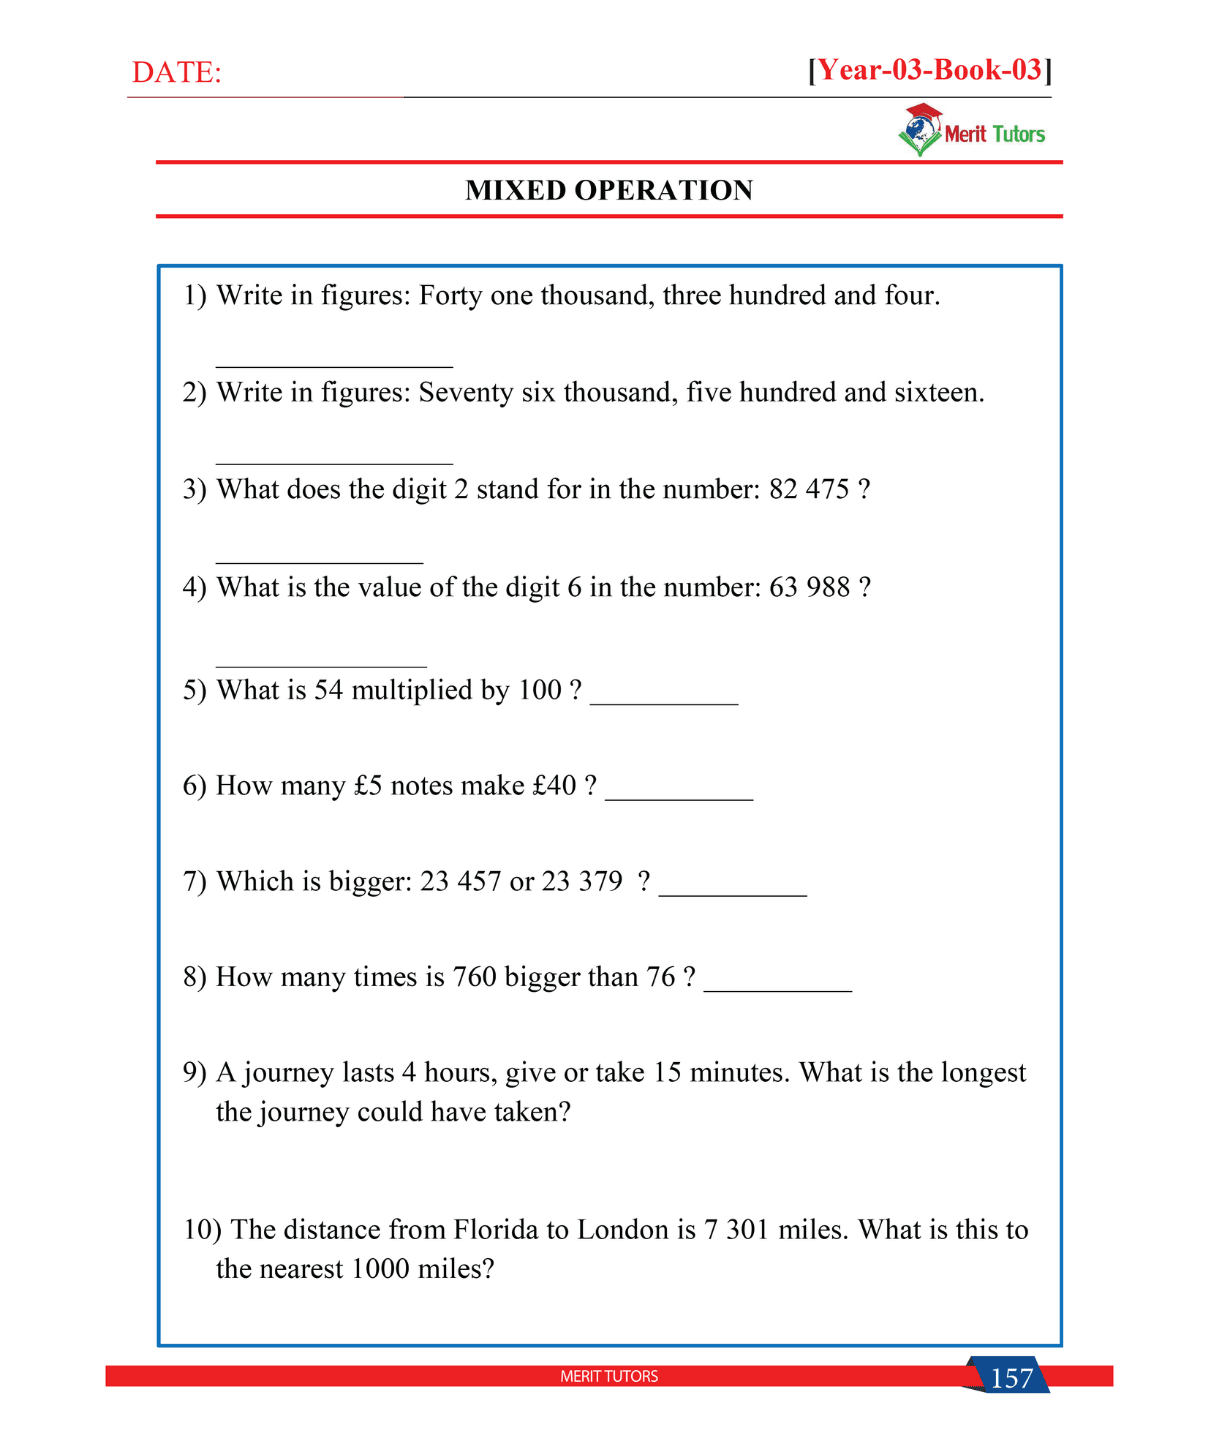 DATE:
[Year-03-Book-03]
Merit Tutors
MIXED OPERATION
1) Write in figures: Forty one thousand, three hundred and four.
2) Write in figures: Seventy six thousand, five hundred and sixteen.
3) What does the digit 2 stand for in the number: 82 475 ?
4) What is the value of the digit 6 in the number: 63 988 ?
5) What is 54 multiplied by 100 ? __________
6) How many £5 notes make £40 ? __________
7) Which is bigger: 23 457 or 23 379 ? __________
8) How many times is 760 bigger than 76 ? __________
9) A journey lasts 4 hours, give or take 15 minutes. What is the longest
the journey could have taken?
10) The distance from Florida to London is 7 301 miles. What is this to
the nearest 1000 miles?
MERIT TUTORS
157